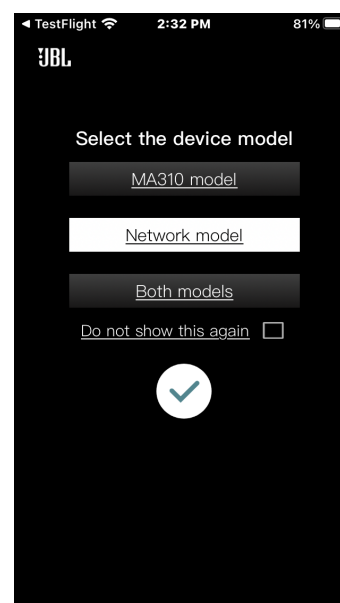 ◀ TestFlight 2:32 PM 81%
JBL
Select the device model
MA310 model
Network model
Both models
Do not show this again